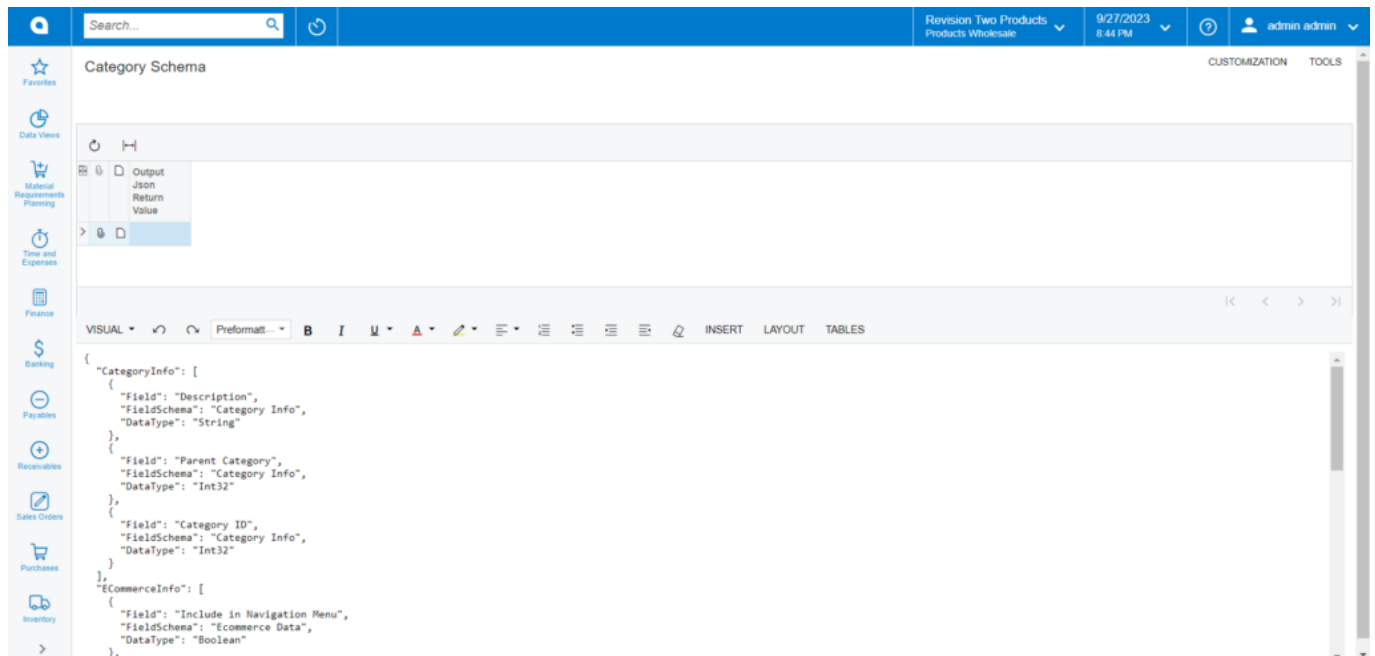 Search...
Revision Two Products
Products Wholesale
9/27/2023
8:44 PM
admin admin
Favorites
Data Views
Material
Requirements
Planning
Time and
Expenses
Finance
Banking
Payables
Receivables
Sales Orders
Purchases
Inventory
Category Schema
CUSTOMIZATION TOOLS
Output
Json
Return
Value
VISUAL Preformatt... B I U A INSERT LAYOUT TABLES
{
"CategoryInfo": [
{
"Field": "Description",
"FieldSchema": "Category Info",
"DataType": "String"
},
{
"Field": "Parent Category",
"FieldSchema": "Category Info",
"DataType": "Int32"
},
{
"Field": "Category ID",
"FieldSchema": "Category Info",
"DataType": "Int32"
}
],
"ECommerceInfo": [
{
"Field": "Include in Navigation Menu",
"FieldSchema": "Ecommerce Data",
"DataType": "Boolean"
},